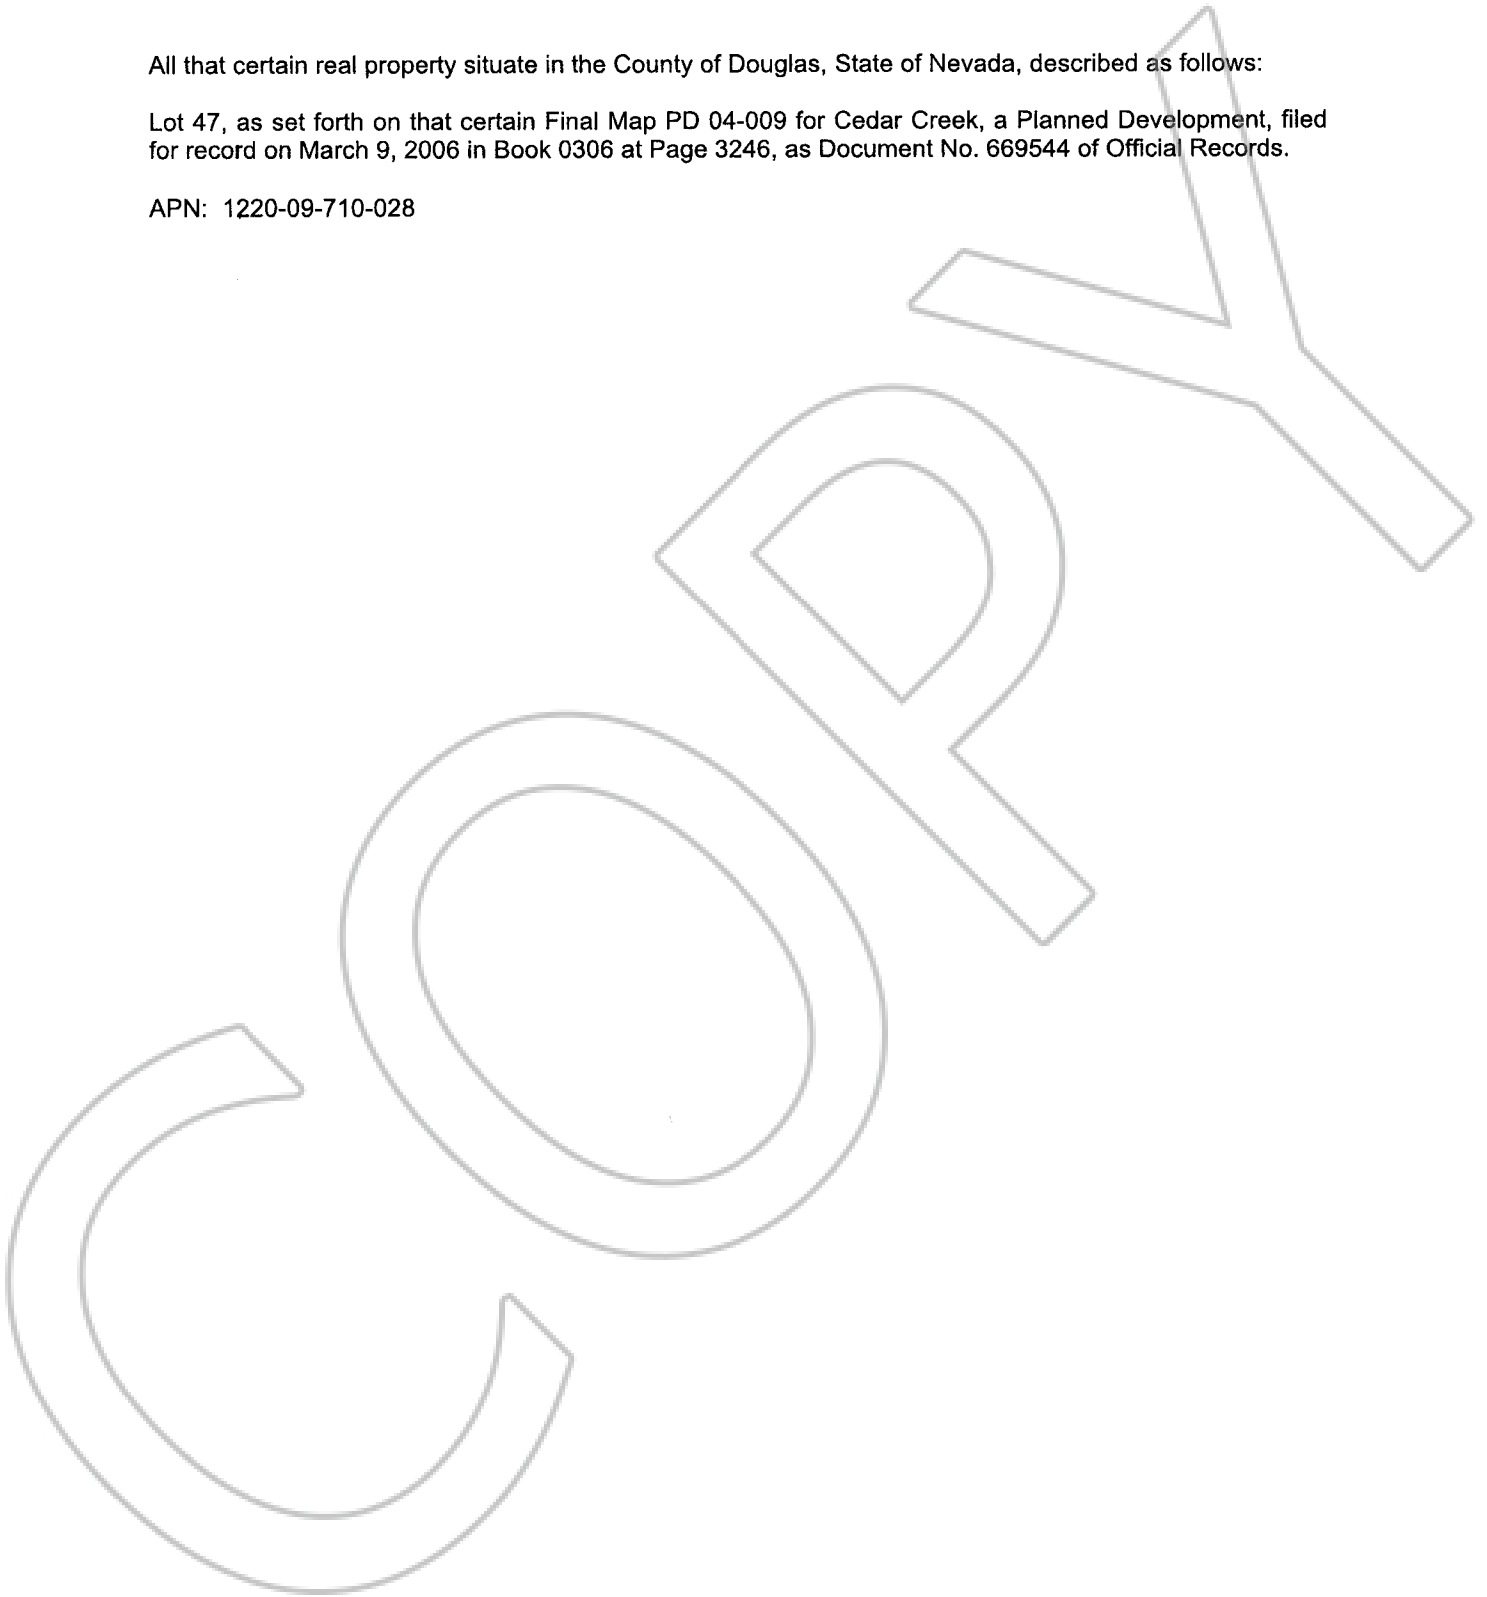 All that certain real property situate in the County of Douglas, State of Nevada, described as follows:
Lot 47, as set forth on that certain Final Map PD 04-009 for Cedar Creek, a Planned Development, filed
for record on March 9, 2006 in Book 0306 at Page 3246, as Document No. 669544 of Official Records.
APN: 1220-09-710-028
COPY